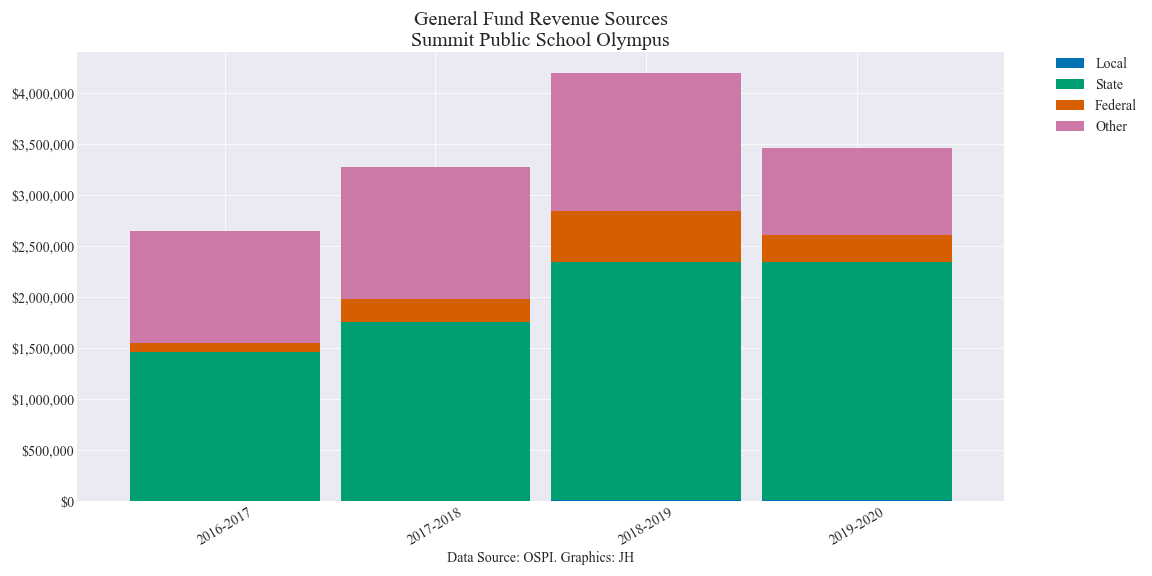 General Fund Revenue Sources
Summit Public School Olympus
Local
State
Federal
Other
$4,000,000
$3,500,000
$3,000,000
$2,500,000
$2,000,000
$1,500,000
$1,000,000
$500,000
$0
2016-2017
2017-2018
2018-2019
2019-2020
Data Source: OSPI. Graphics: JH